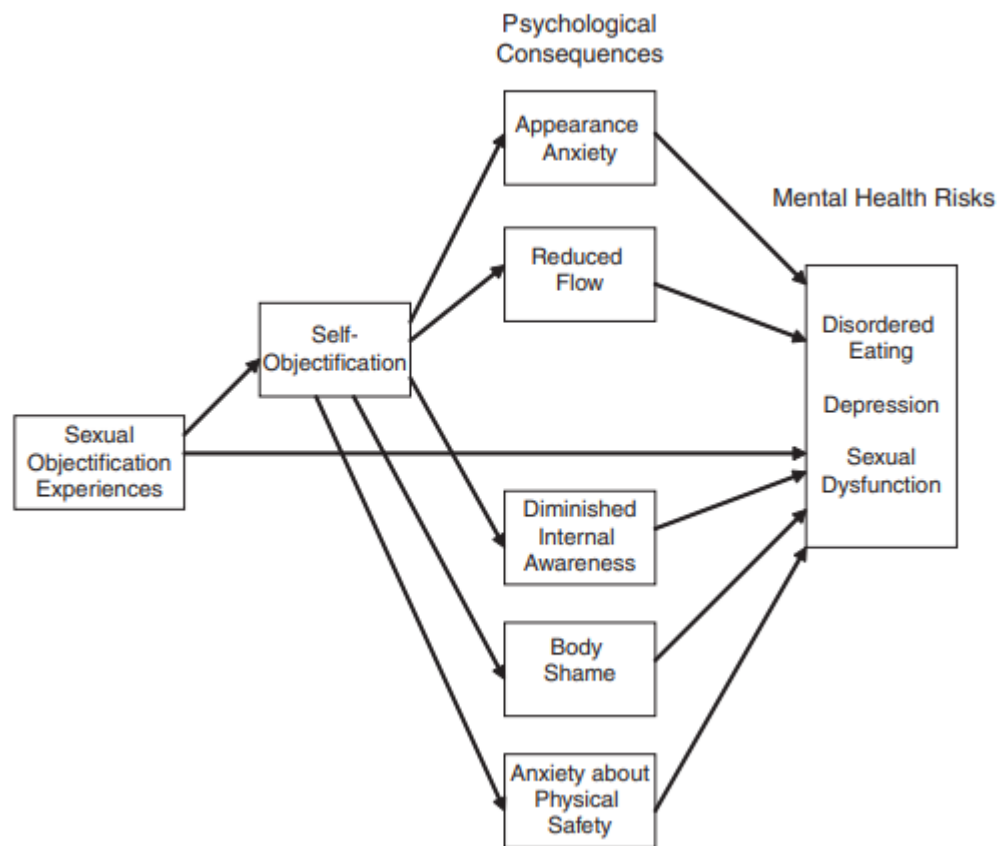 Psychological
Consequences
Appearance
Anxiety
Mental Health Risks
Reduced
Flow
Self-
Objectification
Disordered
Eating
Depression
Sexual
Dysfunction
Sexual
Objectification
Experiences
Diminished
Internal
Awareness
Body
Shame
Anxiety about
Physical
Safety